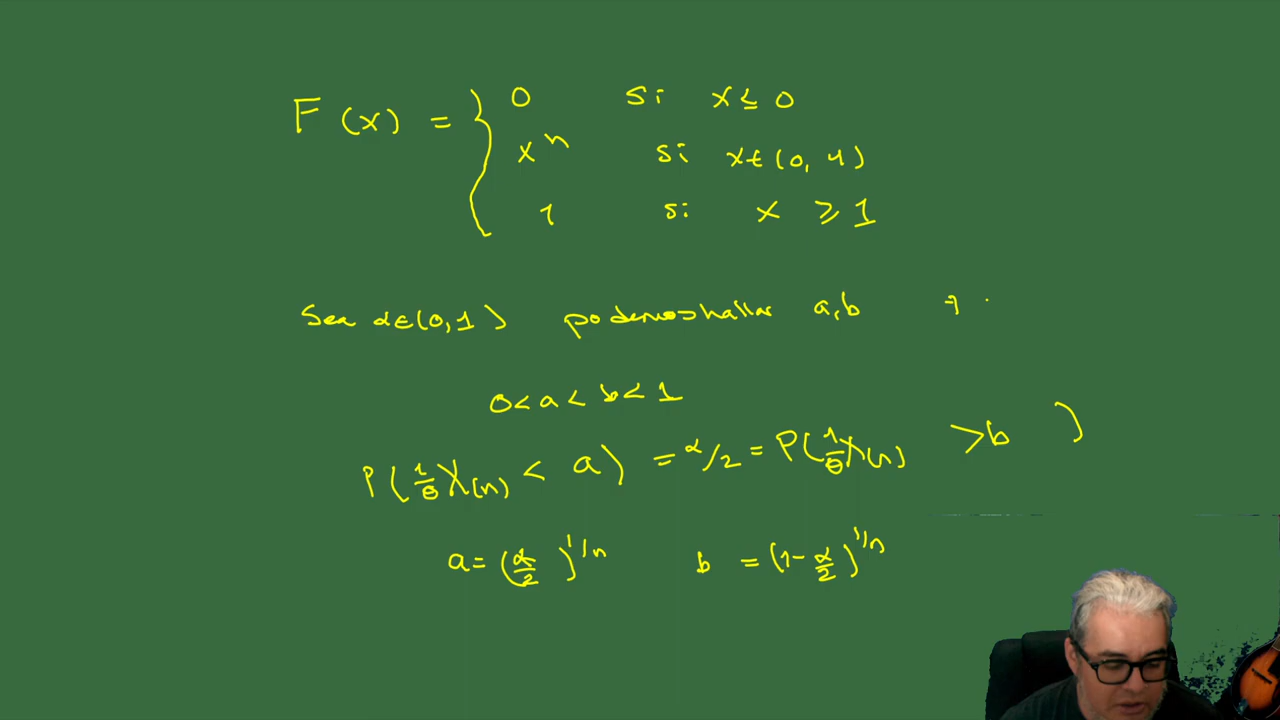 F(x) = { 0 si x ≤ 0
x^n si x ∈ (0, 1)
1 si x ≥ 1
Sea α ∈ (0, 1) podemos hallar a, b
0 < a < b < 1
P(1/θ X(n) < a) = α/2 = P(1/θ X(n) > b)
a = (α/2)^1/n b = (1 - α/2)^1/n